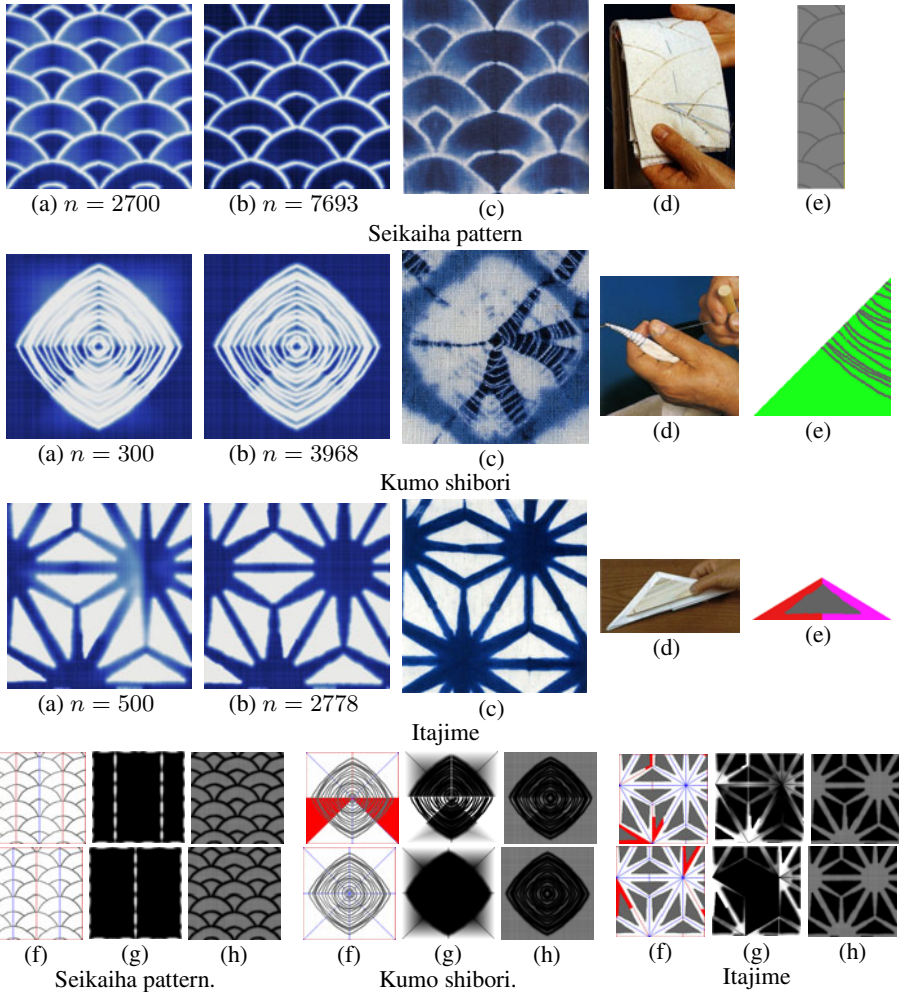 (a) n = 2700 (b) n = 7693 (c) (d) (e)
Seikaiha pattern
(a) n = 300 (b) n = 3968 (c) (d) (e)
Kumo shibori
(a) n = 500 (b) n = 2778 (c) (d) (e)
Itajime
(f) (g) (h) (f) (g) (h) (f) (g) (h)
Seikaiha pattern. Kumo shibori. Itajime